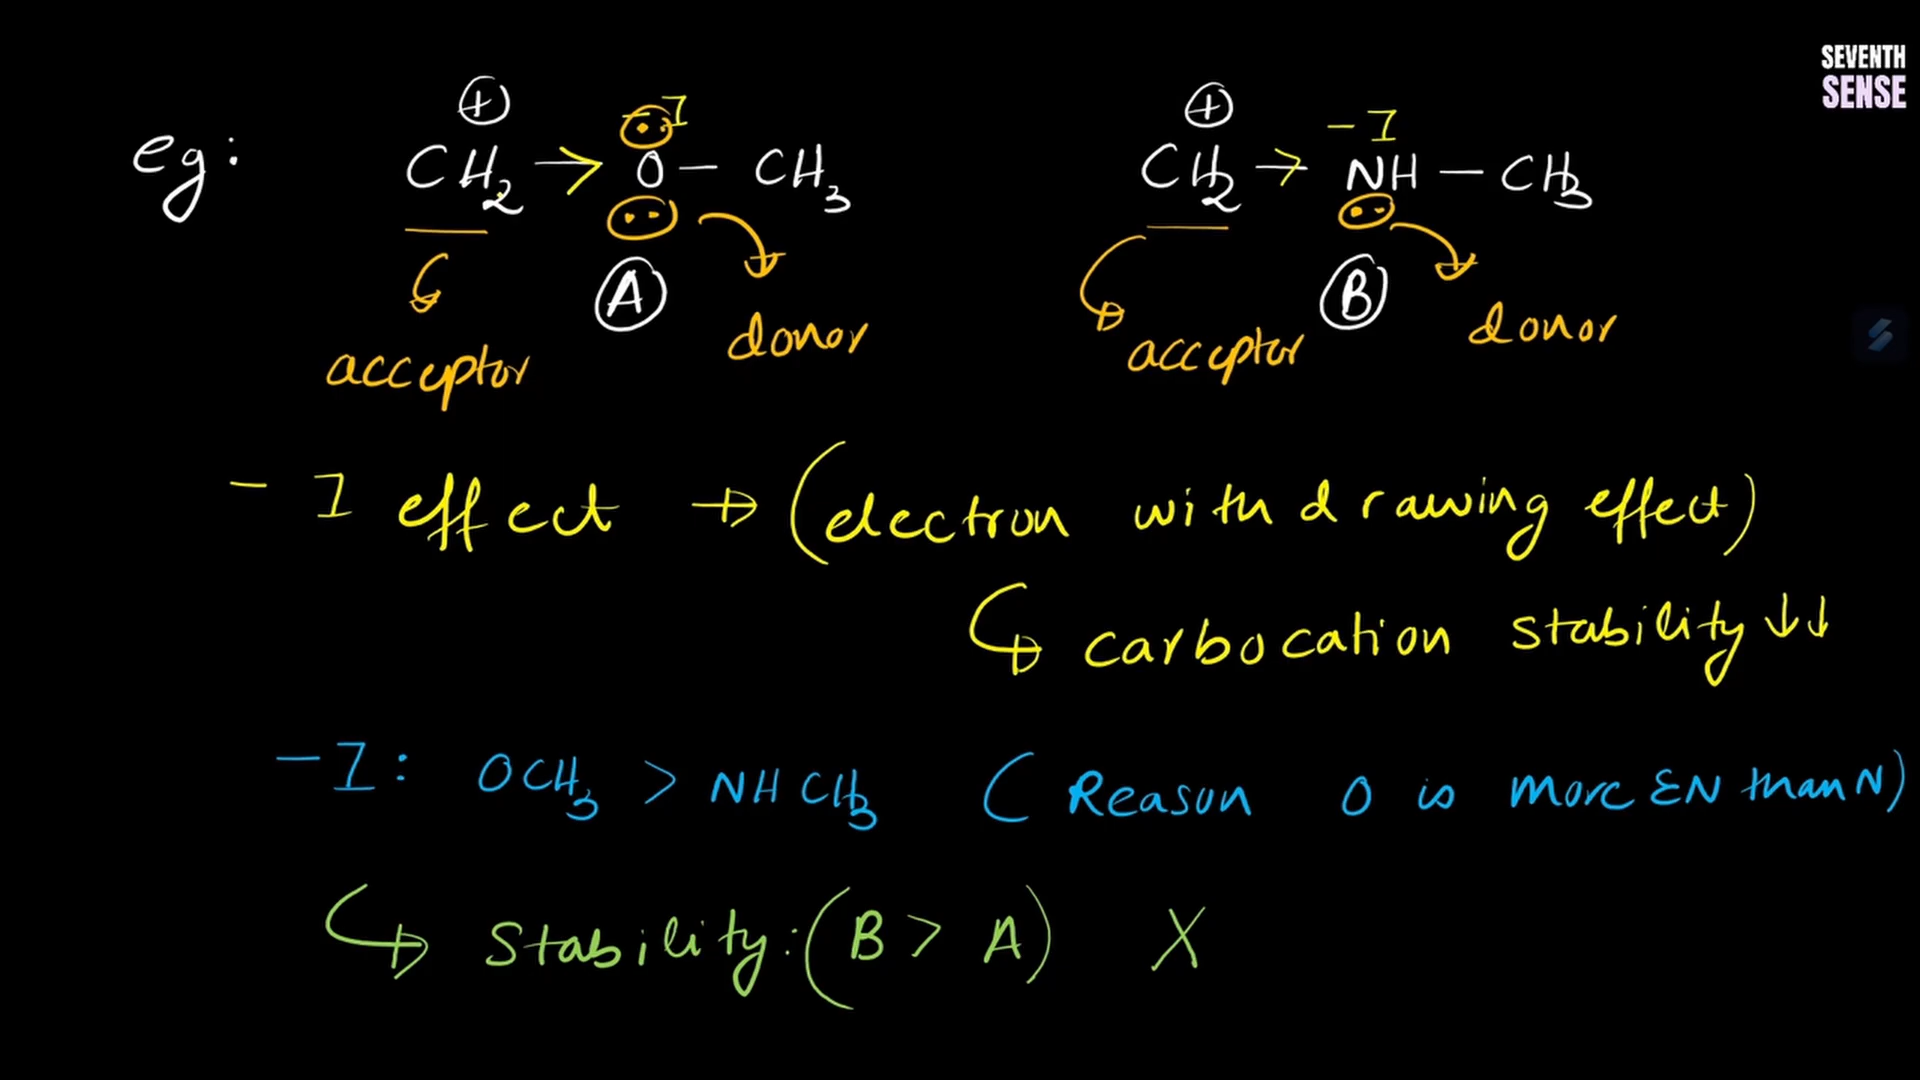 SEVENTH
SENSE
eg: ⊕ CH₂ → O – CH₃ -I
⊕ CH₂ → NH – CH₃ -I
A donor
B donor
acceptor
acceptor
- I effect → (electron withdrawing effect)
↳ carbocation stability ↓↓
-I: OCH₃ > NHCH₃ (Reason O is more EN than N)
↳ Stability: (B > A) X